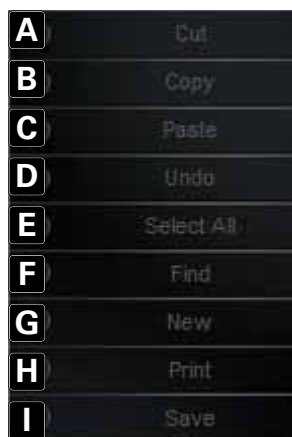 A Cut
B Copy
C Paste
D Undo
E Select All
F Find
G New
H Print
I Save